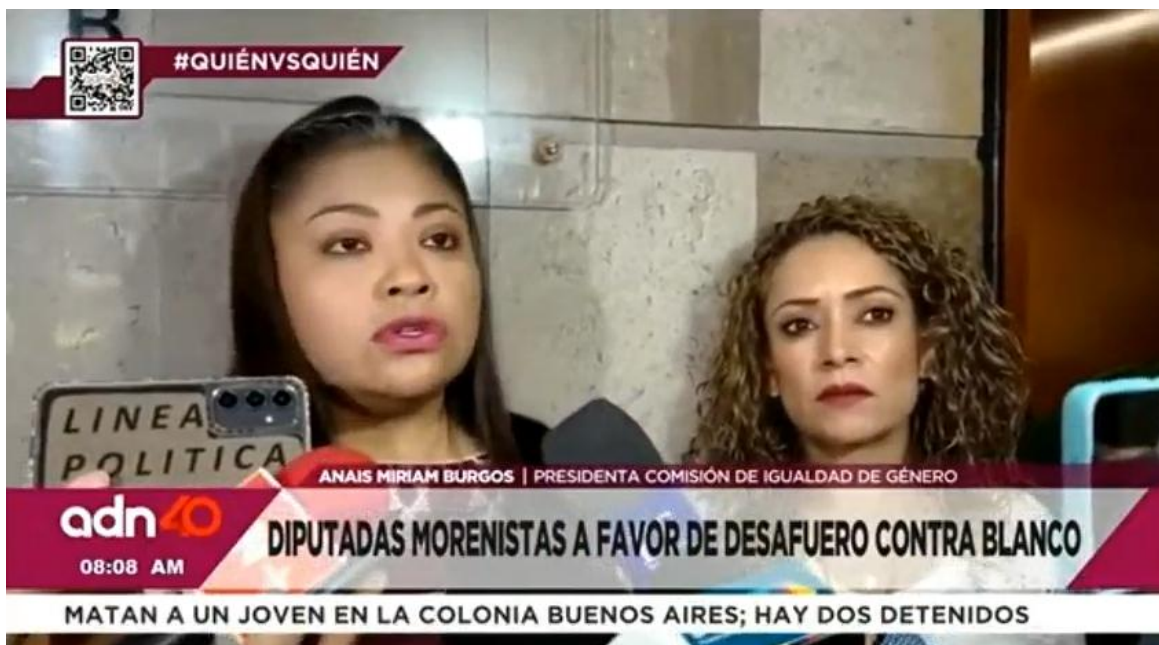 R
#QUIÉNVSQUIÉN
LINEA
POLITICA
ANAIS MIRIAM BURGOS | PRESIDENTA COMISIÓN DE IGUALDAD DE GÉNERO
adn40
08:08 AM
DIPUTADAS MORENISTAS A FAVOR DE DESAFUERO CONTRA BLANCO
MATAN A UN JOVEN EN LA COLONIA BUENOS AIRES; HAY DOS DETENIDOS